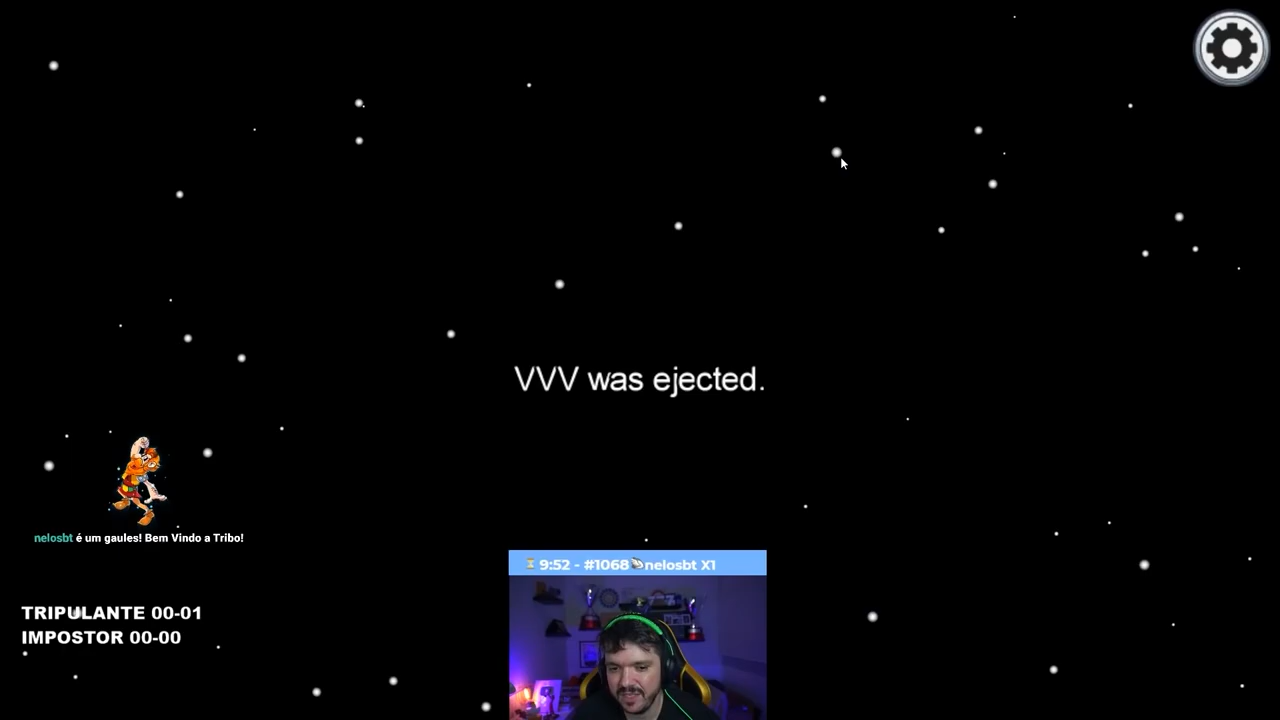 VVV was ejected.
nelosbt é um gaules! Bem Vindo a Tribo!
9:52 - #1068 nelosbt X1
TRIPULANTE 00-01
IMPOSTOR 00-00